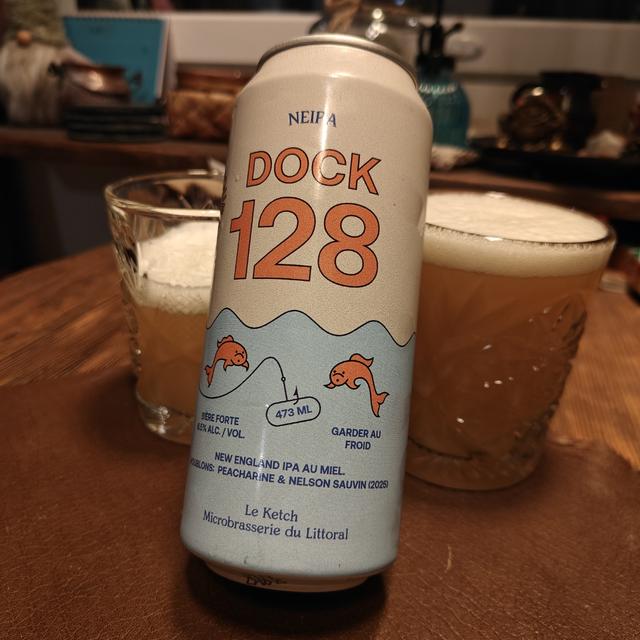 NEIPA
DOCK
128
473 ML
BIÈRE FORTE
6.5% ALC. / VOL.
GARDER AU
FROID
NEW ENGLAND IPA AU MIEL.
HOUBLONS: PEACHARINE & NELSON SAUVIN (2025)
Le Ketch
Microbrasserie du Littoral